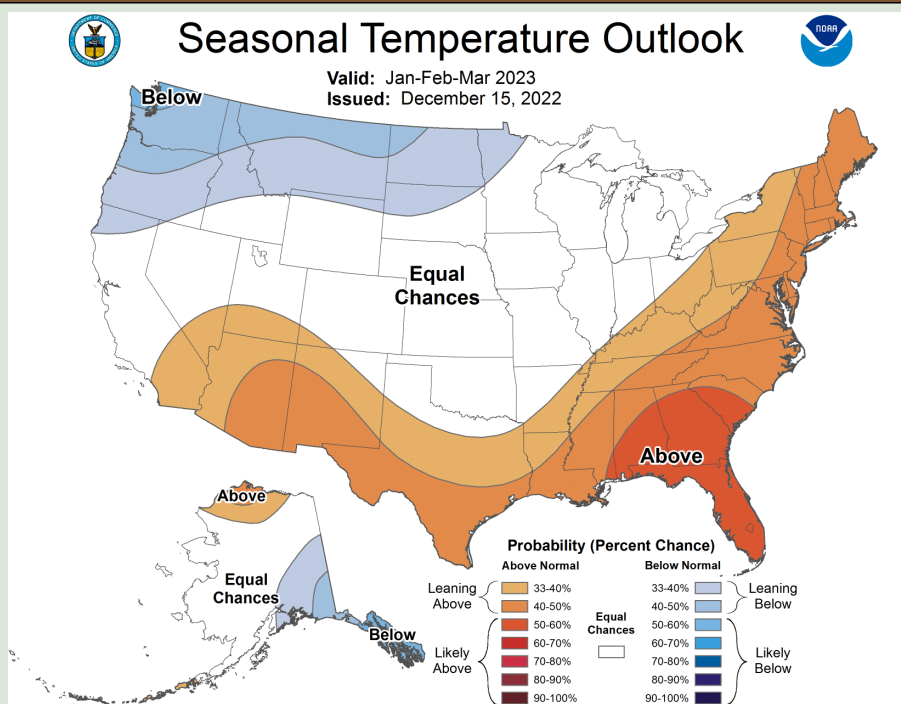 Seasonal Temperature Outlook
NOAA
Valid: Jan-Feb-Mar 2023
Issued: December 15, 2022
Below
Equal
Chances
Above
Above
Equal
Chances
Below
Probability (Percent Chance)
Above Normal
Below Normal
Leaning
Above
33-40%
40-50%
Likely
Above
50-60%
60-70%
70-80%
80-90%
90-100%
Equal
Chances
33-40%
40-50%
Leaning
Below
50-60%
60-70%
70-80%
80-90%
90-100%
Likely
Below